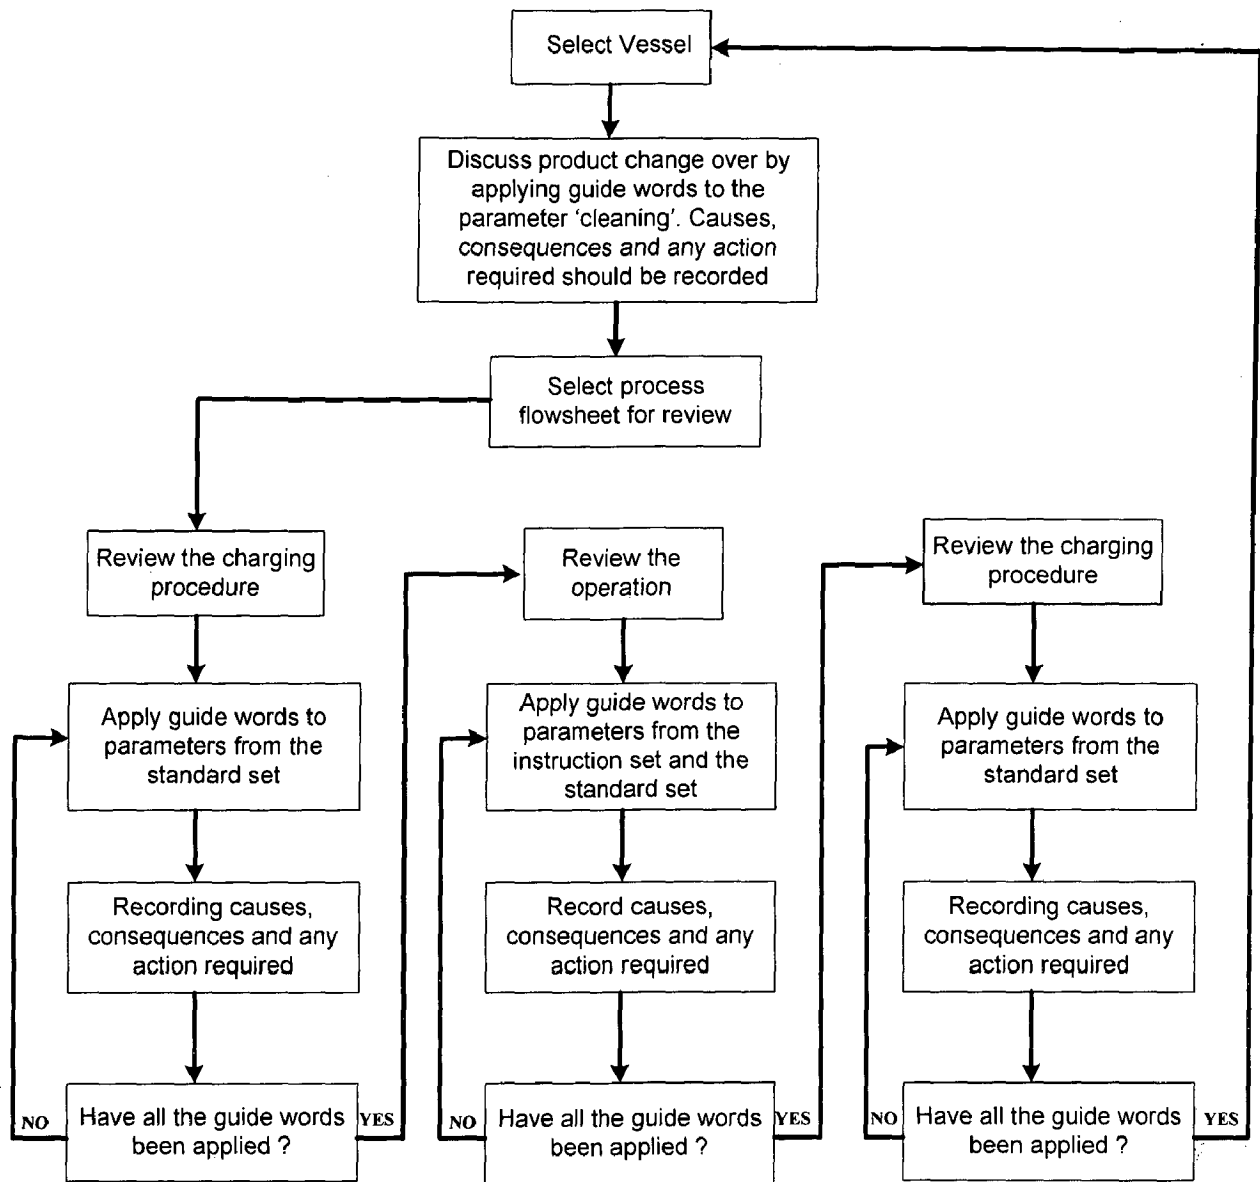 Select Vessel
Discuss product change over by
applying guide words to the
parameter ‘cleaning’. Causes,
consequences and any action
required should be recorded
Select process
flowsheet for review
Review the charging
procedure
Apply guide words to
parameters from the
standard set
Recording causes,
consequences and any
action required
NO
Have all the guide words
been applied ?
YES
Review the
operation
Apply guide words to
parameters from the
instruction set and the
standard set
Record causes,
consequences and any
action required
NO
Have all the guide words
been applied ?
YES
Review the charging
procedure
Apply guide words to
parameters from the
standard set
Recording causes,
consequences and any
action required
NO
Have all the guide words
been applied ?
YES